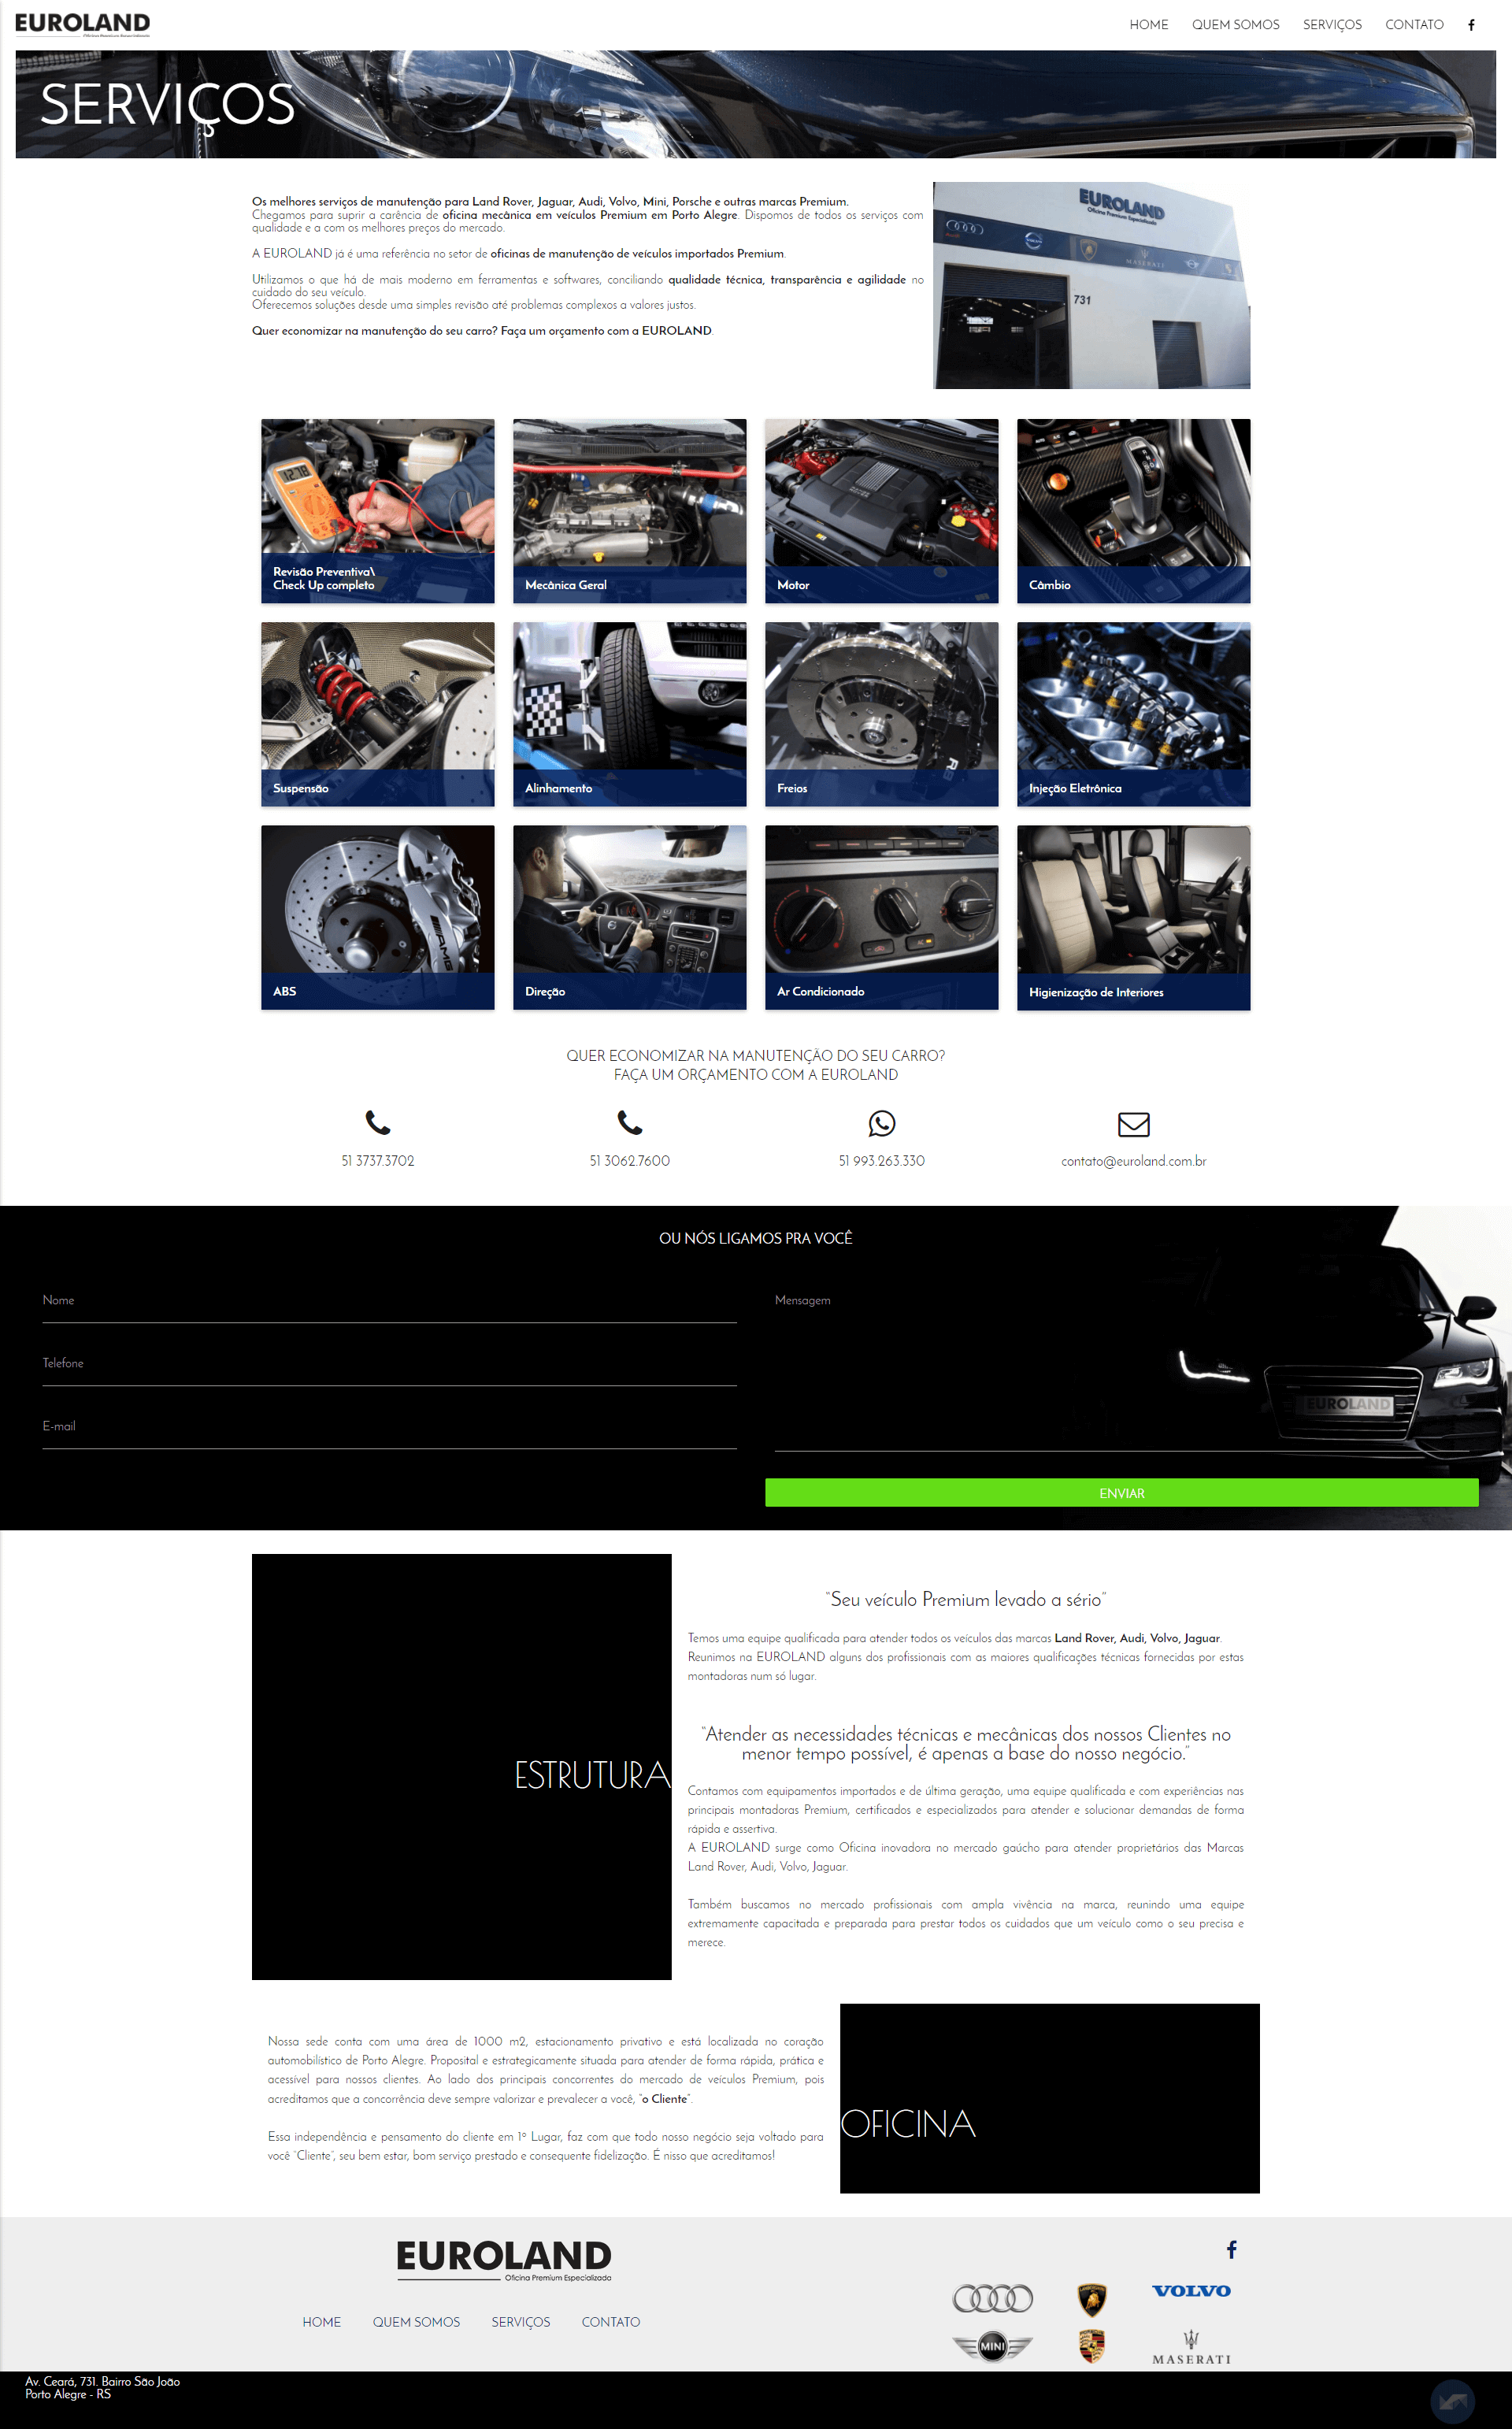 EUROLAND
HOME QUEM SOMOS SERVIÇOS CONTATO
SERVIÇOS
Os melhores serviços de manutenção para Land Rover, Jaguar, Audi, Volvo, Mini, Porsche e outras marcas Premium.
Chegamos para suprir a carência de oficina mecânica em veículos Premium em Porto Alegre. Dispomos de todos os serviços com
qualidade e a com os melhores preços do mercado.
A EUROLAND já é uma referência no setor de oficinas de manutenção de veículos importados Premium.
Utilizamos o que há de mais moderno em ferramentas e softwares, conciliando qualidade técnica, transparência e agilidade no
cuidado do seu veículo.
Oferecemos soluções desde uma simples revisão até problemas complexos a valores justos.
Quer economizar na manutenção do seu carro? Faça um orçamento com a EUROLAND.
EUROLAND
Oficina Premium Especializada
MASERATI
731
12.78
Revisão Preventiva\
Check Up completo
Mecânica Geral
Motor
Câmbio
Suspensão
Alinhamento
Freios
R8
Injeção Eletrônica
AMG
ABS
Direção
Ar Condicionado
Higienização de Interiores
QUER ECONOMIZAR NA MANUTENÇÃO DO SEU CARRO?
FAÇA UM ORÇAMENTO COM A EUROLAND
51 3737.3702
51 3062.7600
51 993.263.330
contato@euroland.com.br
OU NÓS LIGAMOS PRA VOCÊ
Nome
Telefone
E-mail
Mensagem
EUROLAND
ENVIAR
ESTRUTURA
"Seu veículo Premium levado a sério"
Temos uma equipe qualificada para atender todos os veículos das marcas Land Rover, Audi, Volvo, Jaguar.
Reunimos na EUROLAND alguns dos profissionais com as maiores qualificações técnicas fornecidas por estas
montadoras num só lugar.
"Atender as necessidades técnicas e mecânicas dos nossos Clientes no
menor tempo possível, é apenas a base do nosso negócio."
Contamos com equipamentos importados e de última geração, uma equipe qualificada e com experiências nas
principais montadoras Premium, certificados e especializados para atender e solucionar demandas de forma
rápida e assertiva.
A EUROLAND surge como Oficina inovadora no mercado gaúcho para atender proprietários das Marcas
Land Rover, Audi, Volvo, Jaguar.
Também buscamos no mercado profissionais com ampla vivência na marca, reunindo uma equipe
extremamente capacitada e preparada para prestar todos os cuidados que um veículo como o seu precisa e
merece.
Nossa sede conta com uma área de 1000 m2, estacionamento privativo e está localizada no coração
automobilístico de Porto Alegre. Proposital e estrategicamente situada para atender de forma rápida, prática e
acessível para nossos clientes. Ao lado dos principais concorrentes do mercado de veículos Premium, pois
acreditamos que a concorrência deve sempre valorizar e prevalecer a você, "o Cliente".
Essa independência e pensamento do cliente em 1º Lugar, faz com que todo nosso negócio seja voltado para
você "Cliente", seu bem estar, bom serviço prestado e consequente fidelização. É nisso que acreditamos!
OFICINA
EUROLAND
Oficina Premium Especializada
HOME QUEM SOMOS SERVIÇOS CONTATO
VOLVO
MINI
MASERATI
Av. Ceará, 731. Bairro São João
Porto Alegre - RS